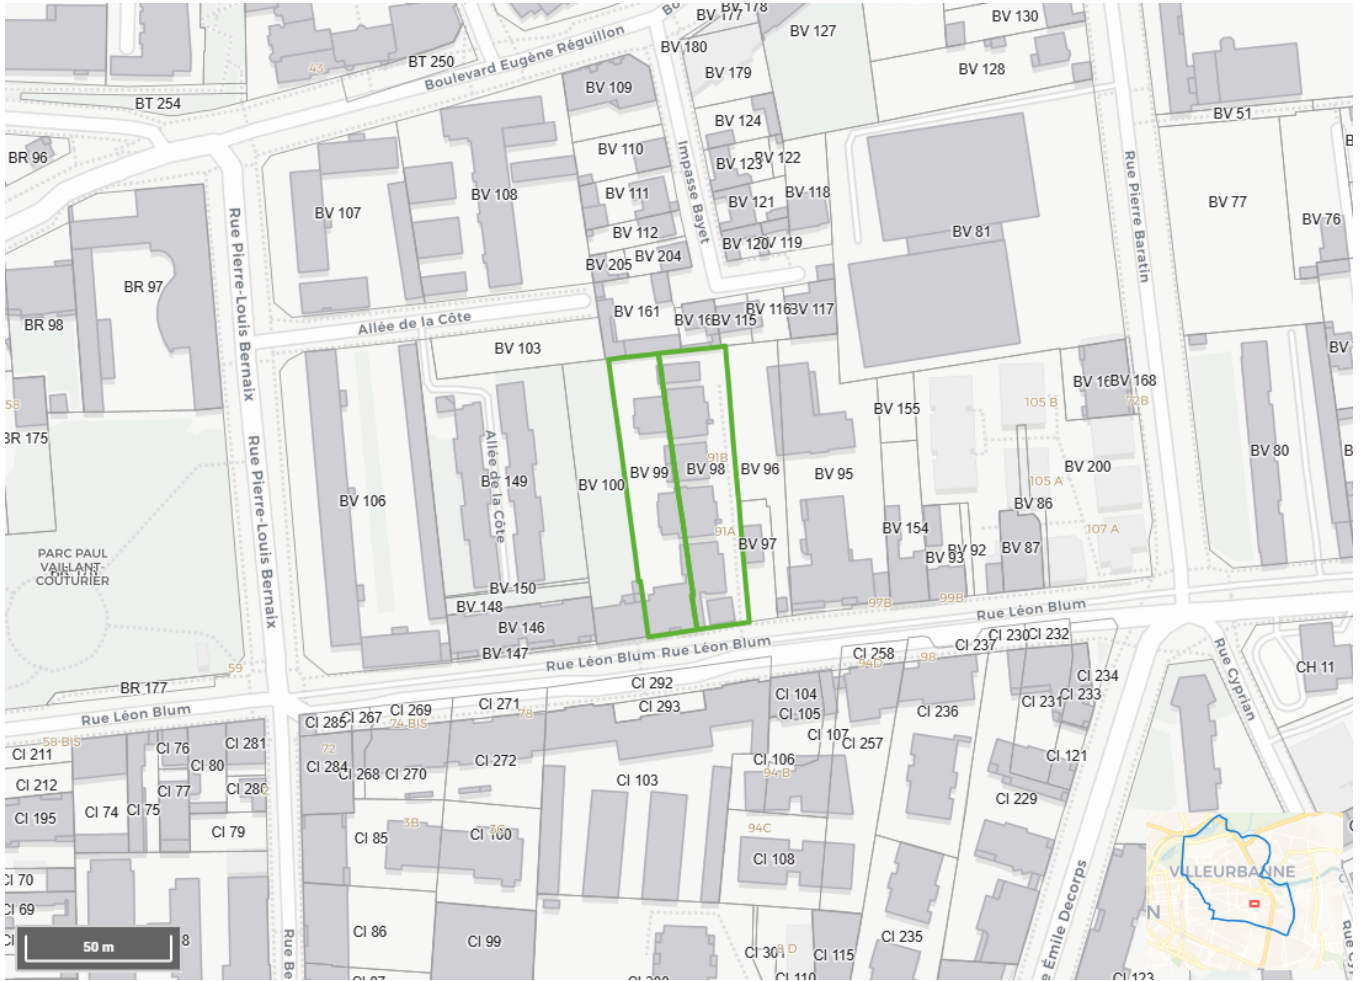 BV 177
BV 178
BV 130
BV 127
BT 250
Boulevard Eugène Réguillon
BV 180
BV 179
BV 128
43
BT 254
BV 109
BV 124
BV 51
BR 96
BV 110
BV 123
BV 122
Impasse Bayet
Rue Pierre Baratin
BV 107
BV 108
BV 111
BV 121
BV 118
BV 77
BV 76
Rue Pierre-Louis Bernaix
BV 112
BV 120
BV 119
BV 81
BR 97
BV 205
BV 204
BR 98
Allée de la Côte
BV 161
BV 115
BV 116
BV 117
BV 103
BV 168
58
105 B
72B
BV 155
BR 175
Rue Pierre-Louis Bernaix
Allée de la Côte
BV 149
BV 100
BV 99
BV 98
91B
BV 96
BV 95
BV 200
BV 80
BV 106
105 A
BV 86
91A
BV 154
107 A
PARC PAUL
VAILLANT-
COUTURIER
BV 97
BV 93
BV 92
BV 87
BV 150
BV 148
BV 146
BV 147
97B
99B
Rue Léon Blum
Rue Léon Blum
Rue Léon Blum
59
BR 177
Rue Léon Blum
CI 292
CI 258
94D
98
CI 237
CI 230
CI 232
Rue Cyprian
CH 11
CI 234
CI 233
CI 231
CI 285
CI 267
CI 269
74 BIS
CI 271
78
CI 293
CI 104
CI 105
CI 107
CI 257
CI 236
58 BIS
CI 211
CI 76
CI 281
CI 80
72
CI 284
CI 268
CI 270
CI 272
CI 106
94 B
CI 121
CI 212
CI 77
CI 103
CI 229
CI 195
CI 74
CI 75
CI 79
CI 85
3B
CI 100
94C
CI 108
VILLEURBANNE
CI 70
CI 69
Rue Émile Decorps
CI 86
CI 99
CI 301
CI 115
CI 235
50 m
CI 110
CI 123